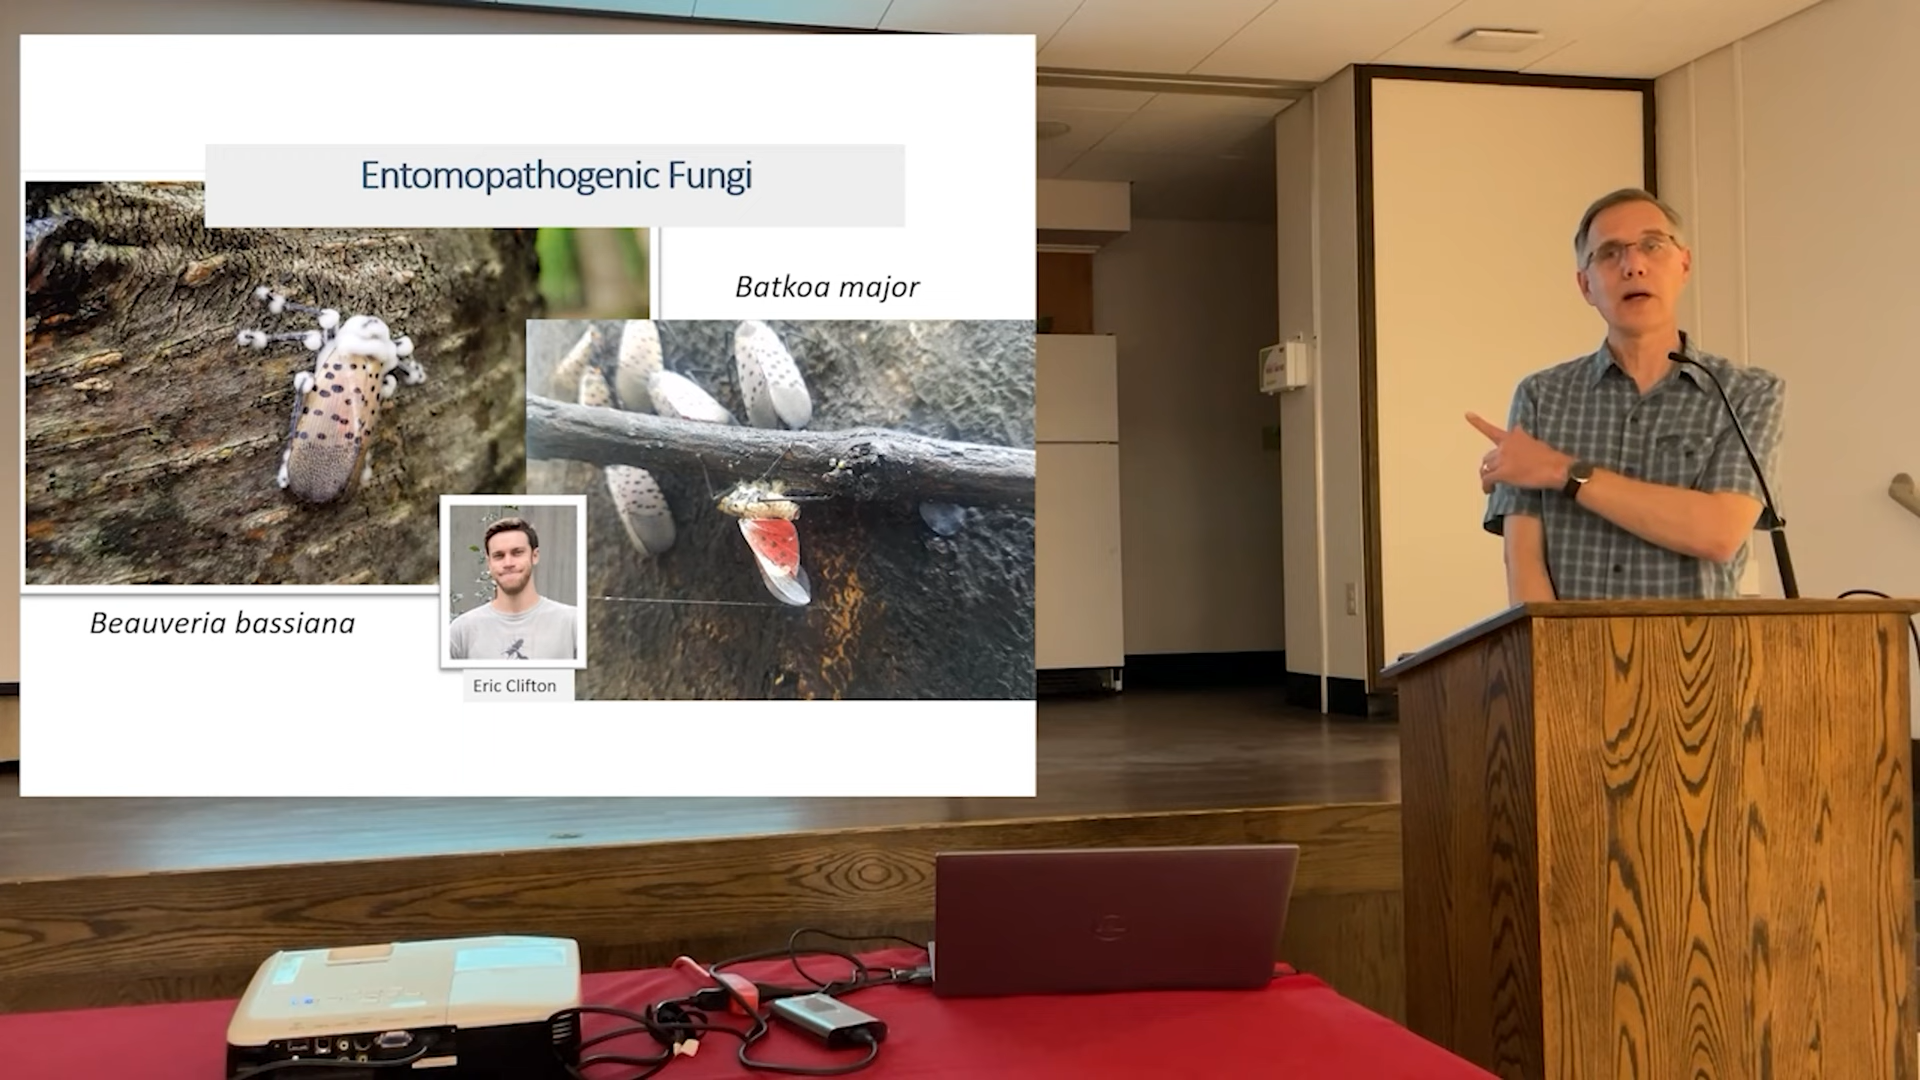 Entomopathogenic Fungi
Batkoa major
Beauveria bassiana
Eric Clifton